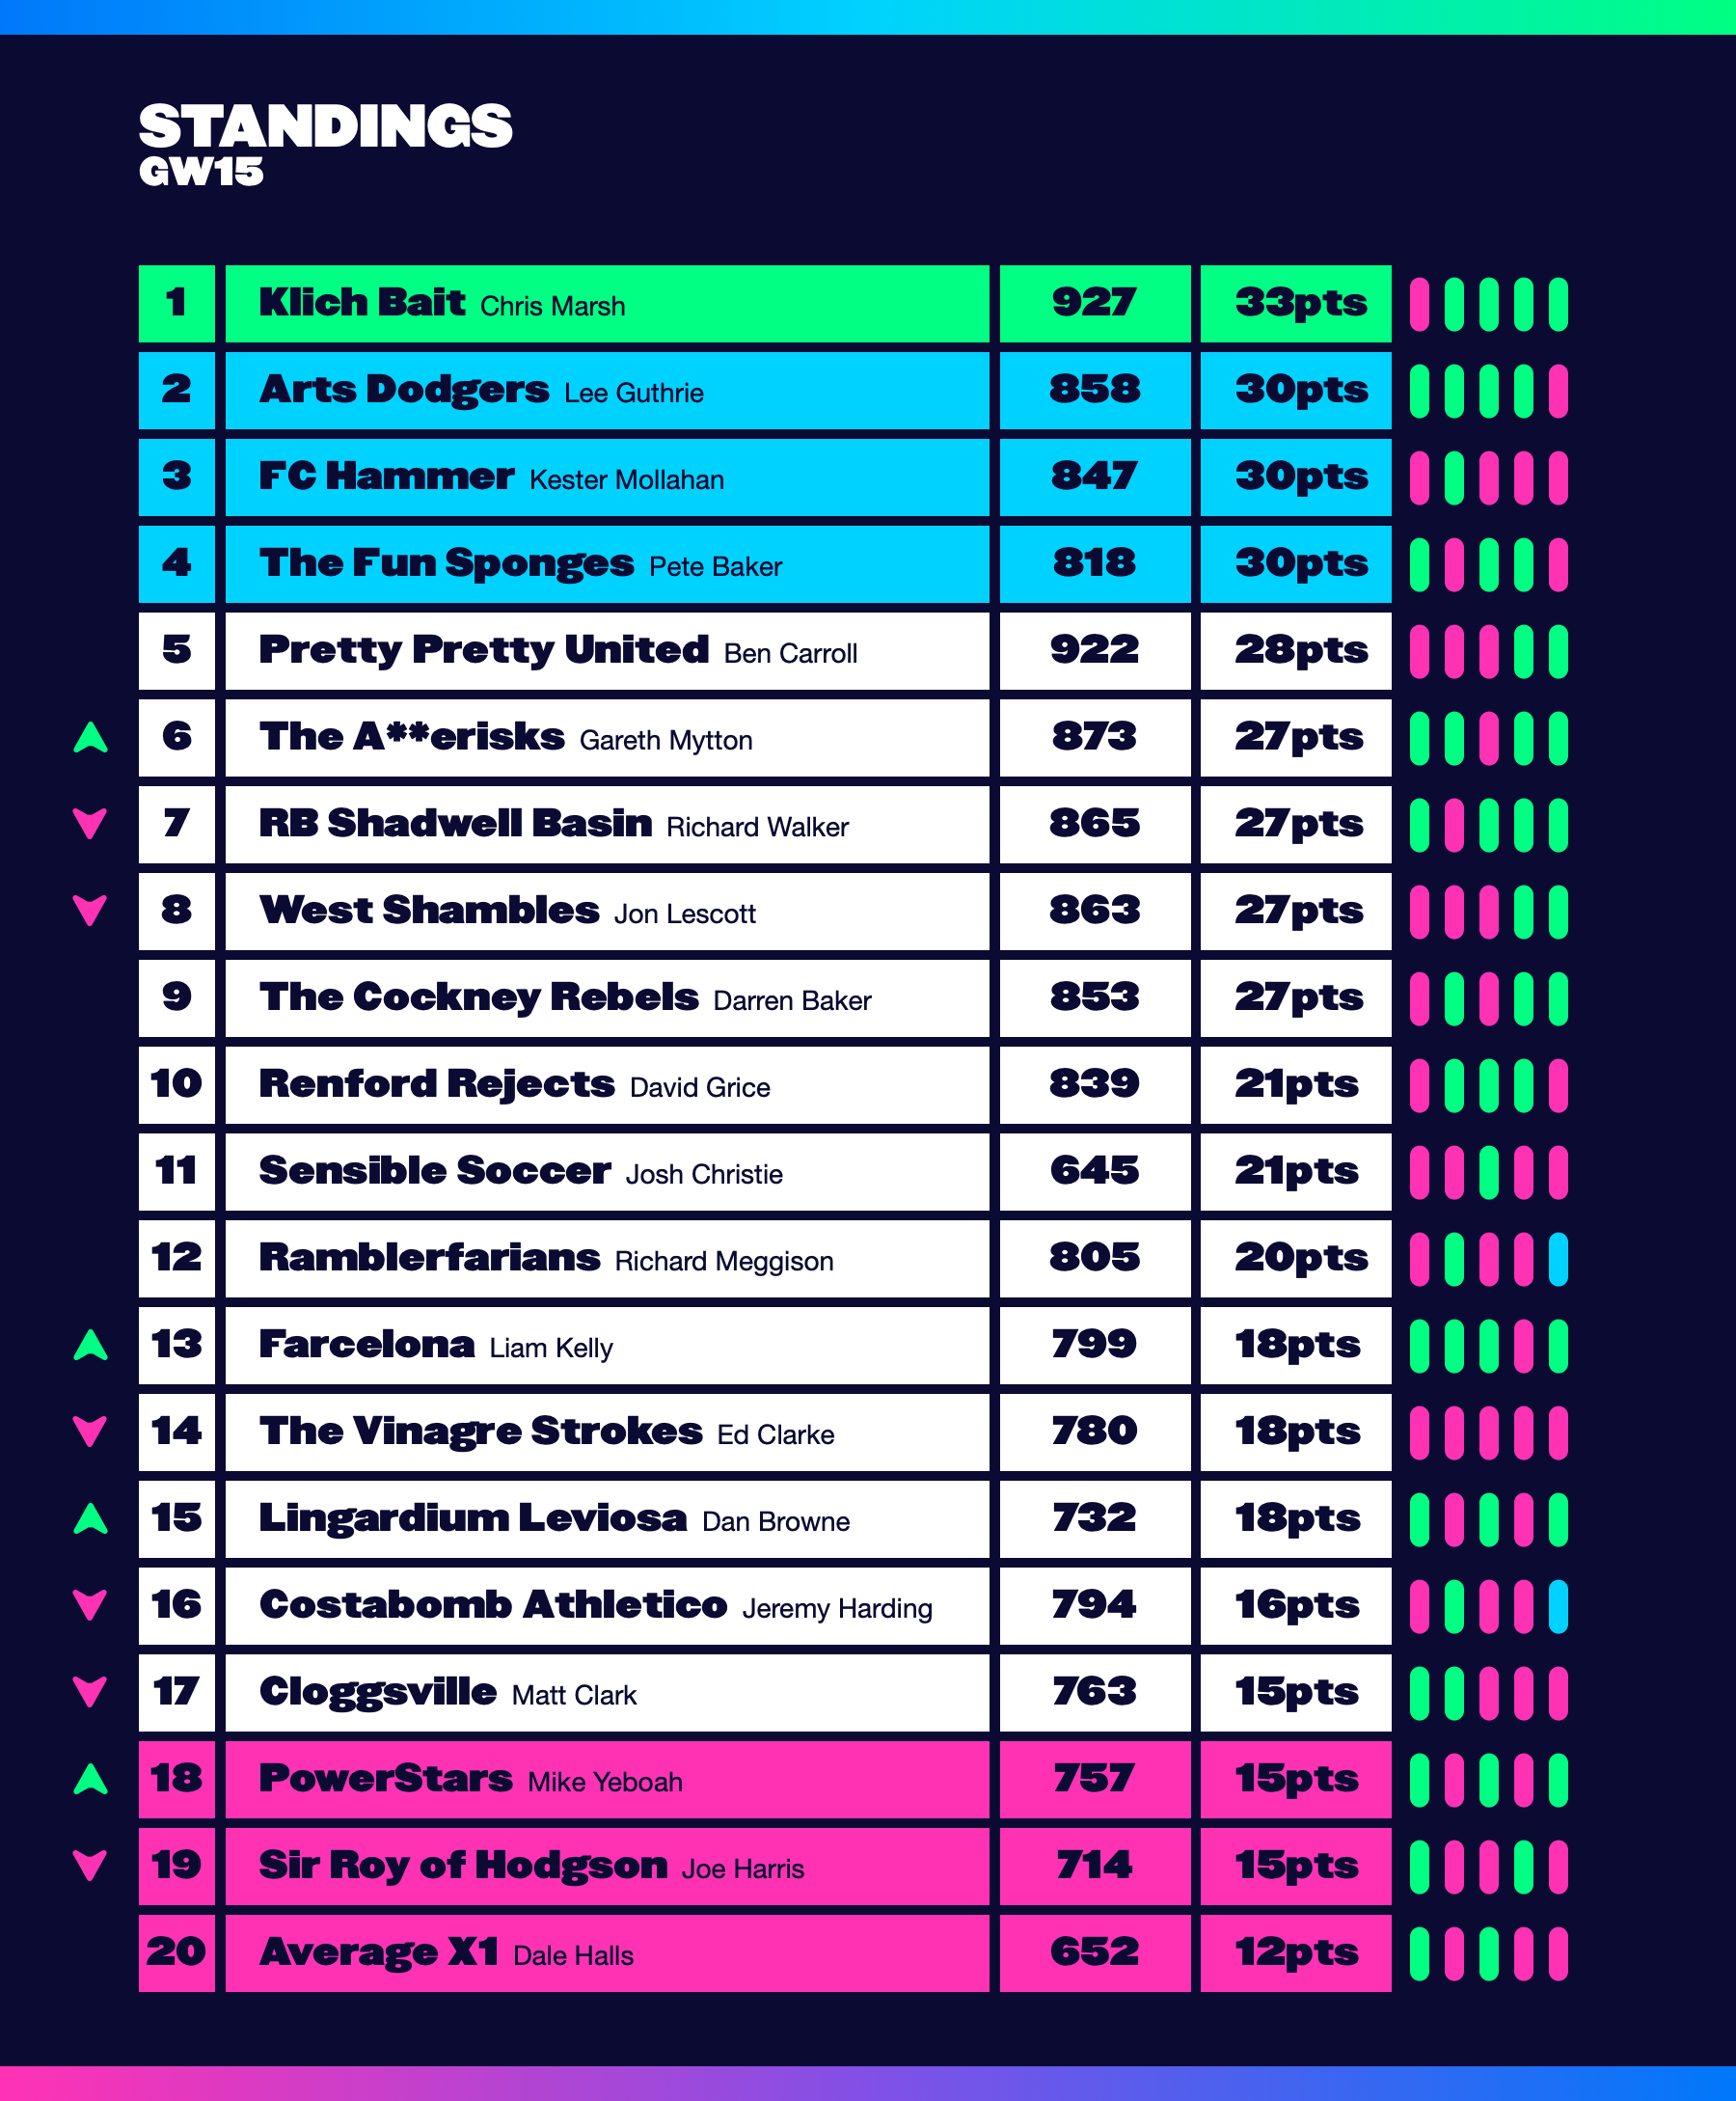 STANDINGS
GW15
1 Klich Bait Chris Marsh 927 33pts
2 Arts Dodgers Lee Guthrie 858 30pts
3 FC Hammer Kester Mollahan 847 30pts
4 The Fun Sponges Pete Baker 818 30pts
5 Pretty Pretty United Ben Carroll 922 28pts
6 The A**erisks Gareth Mytton 873 27pts
7 RB Shadwell Basin Richard Walker 865 27pts
8 West Shambles Jon Lescott 863 27pts
9 The Cockney Rebels Darren Baker 853 27pts
10 Renford Rejects David Grice 839 21pts
11 Sensible Soccer Josh Christie 645 21pts
12 Ramblerfarians Richard Meggison 805 20pts
13 Farcelona Liam Kelly 799 18pts
14 The Vinagre Strokes Ed Clarke 780 18pts
15 Lingardium Leviosa Dan Browne 732 18pts
16 Costabomb Athletico Jeremy Harding 794 16pts
17 Cloggsville Matt Clark 763 15pts
18 PowerStars Mike Yeboah 757 15pts
19 Sir Roy of Hodgson Joe Harris 714 15pts
20 Average X1 Dale Halls 652 12pts